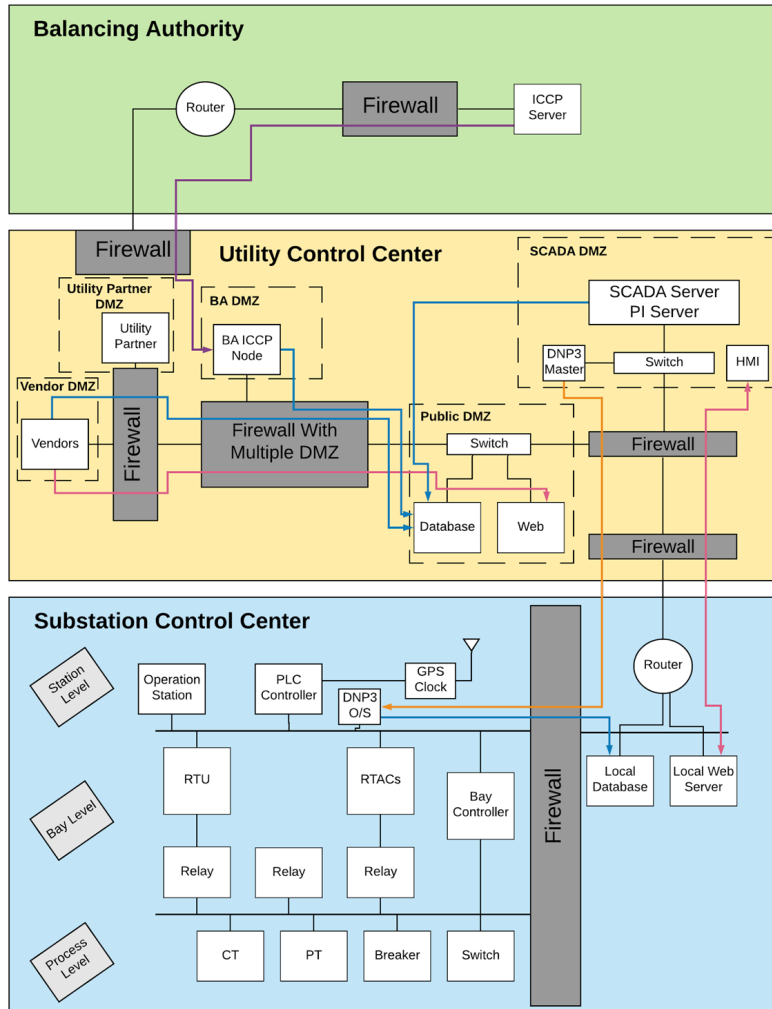 Balancing Authority
Router
Firewall
ICCP
Server
Firewall
Utility Control Center
SCADA DMZ
Utility Partner
DMZ
BA DMZ
SCADA Server
PI Server
Utility
Partner
BA ICCP
Node
DNP3
Master
Switch
HMI
Vendor DMZ
Vendors
Firewall
Firewall With
Multiple DMZ
Public DMZ
Switch
Firewall
Database
Web
Firewall
Substation Control Center
Station
Level
Operation
Station
PLC
Controller
GPS
Clock
DNP3
O/S
Router
Bay Level
RTU
RTACs
Bay
Controller
Firewall
Local
Database
Local Web
Server
Relay
Relay
Relay
Process
Level
CT
PT
Breaker
Switch